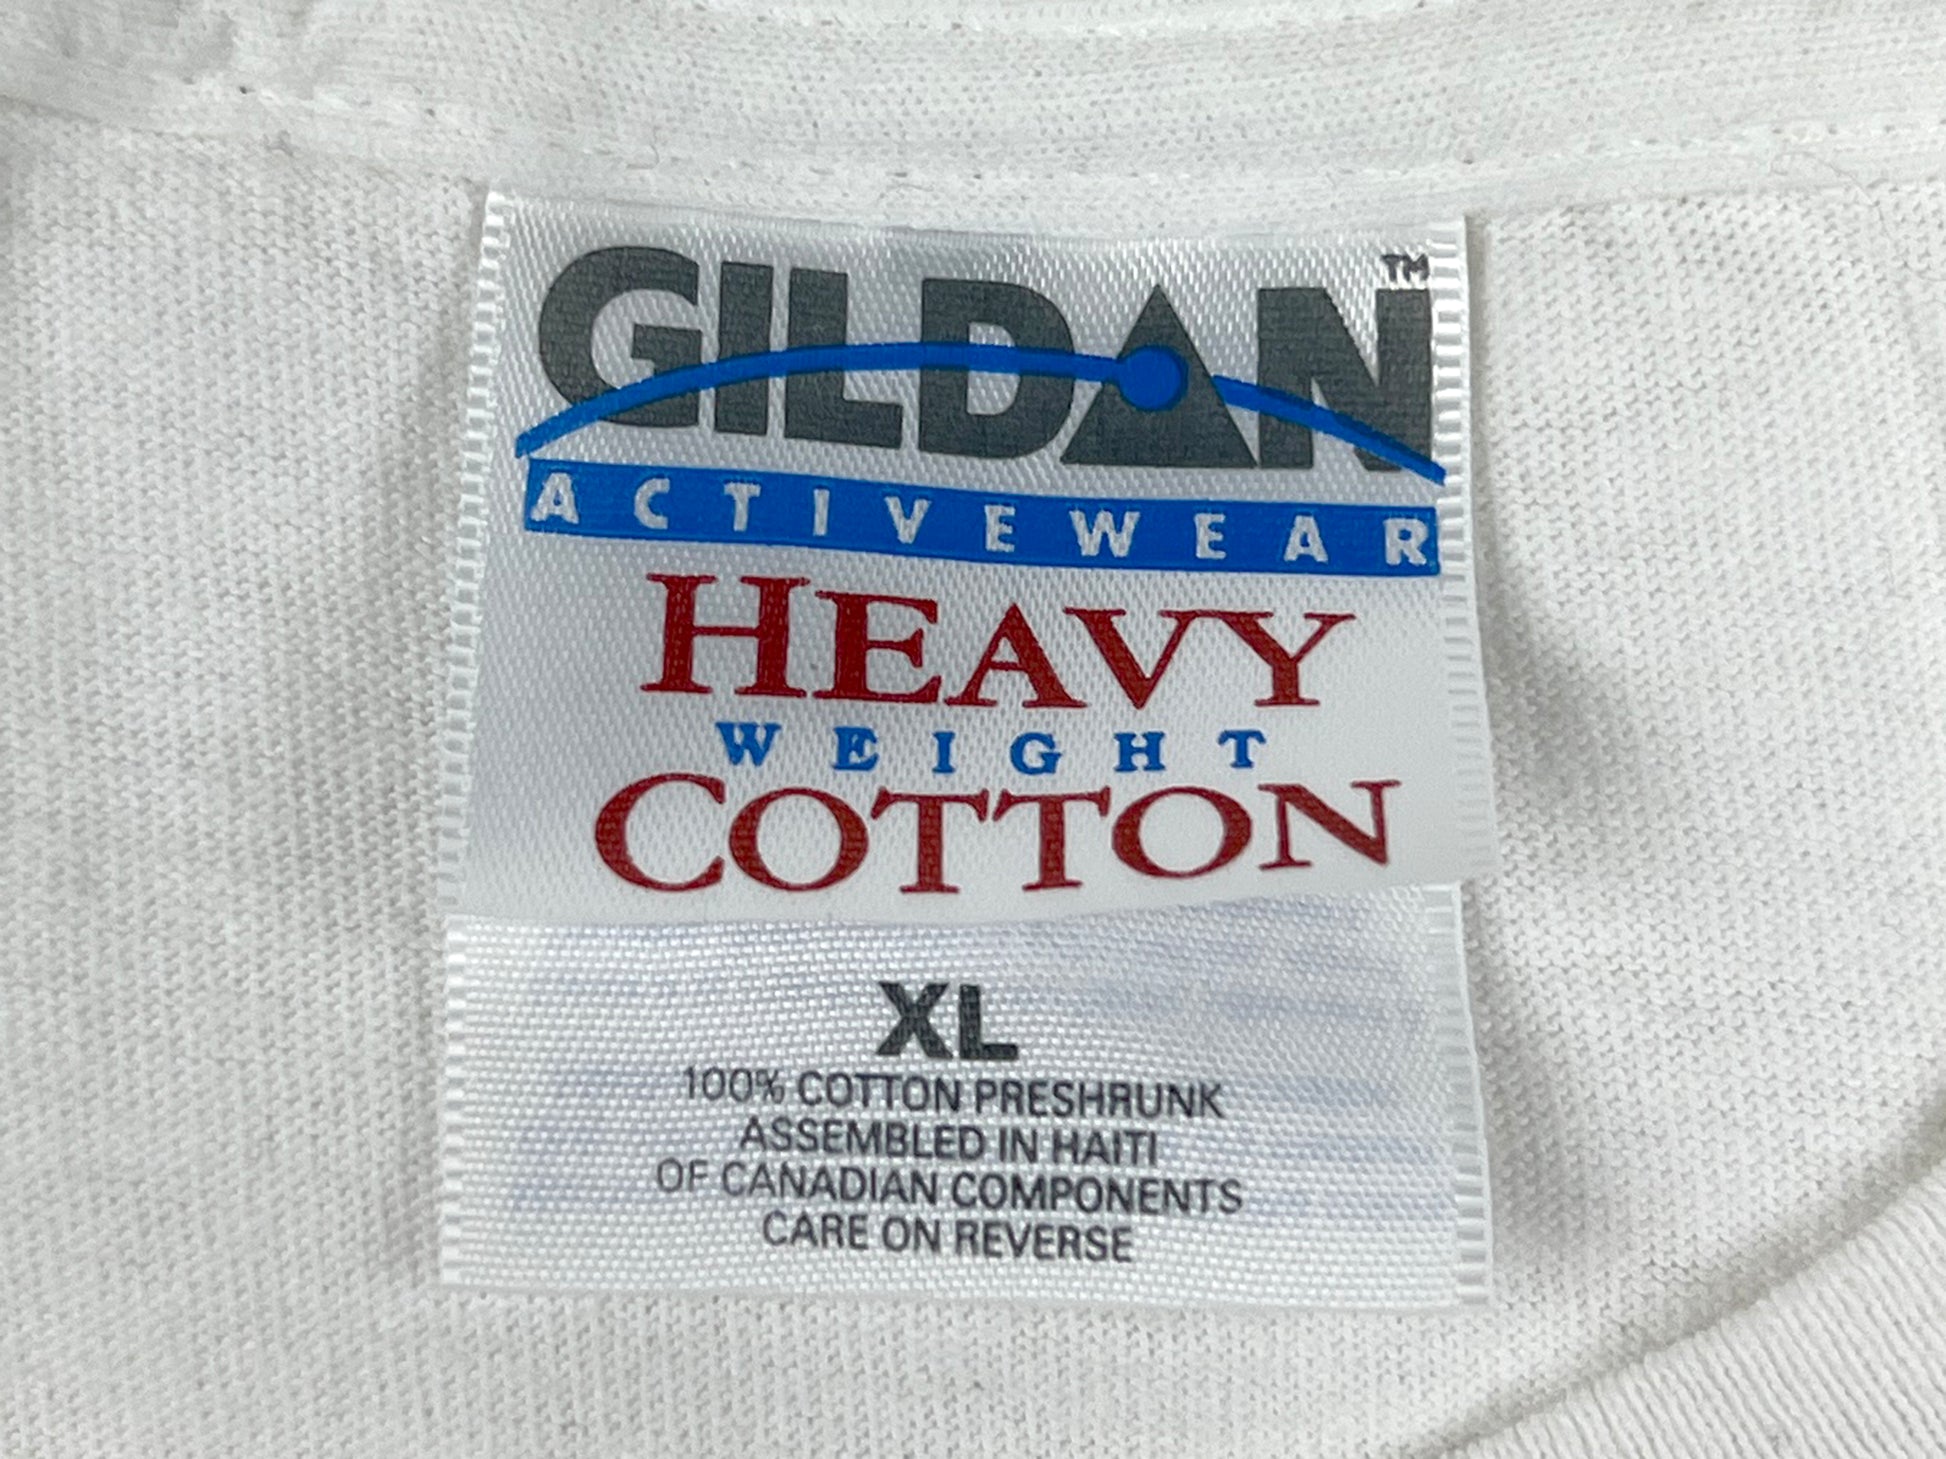 GILDAN™
ACTIVEWEAR
HEAVY
WEIGHT
COTTON
XL
100% COTTON PRESHRUNK
ASSEMBLED IN HAITI
OF CANADIAN COMPONENTS
CARE ON REVERSE